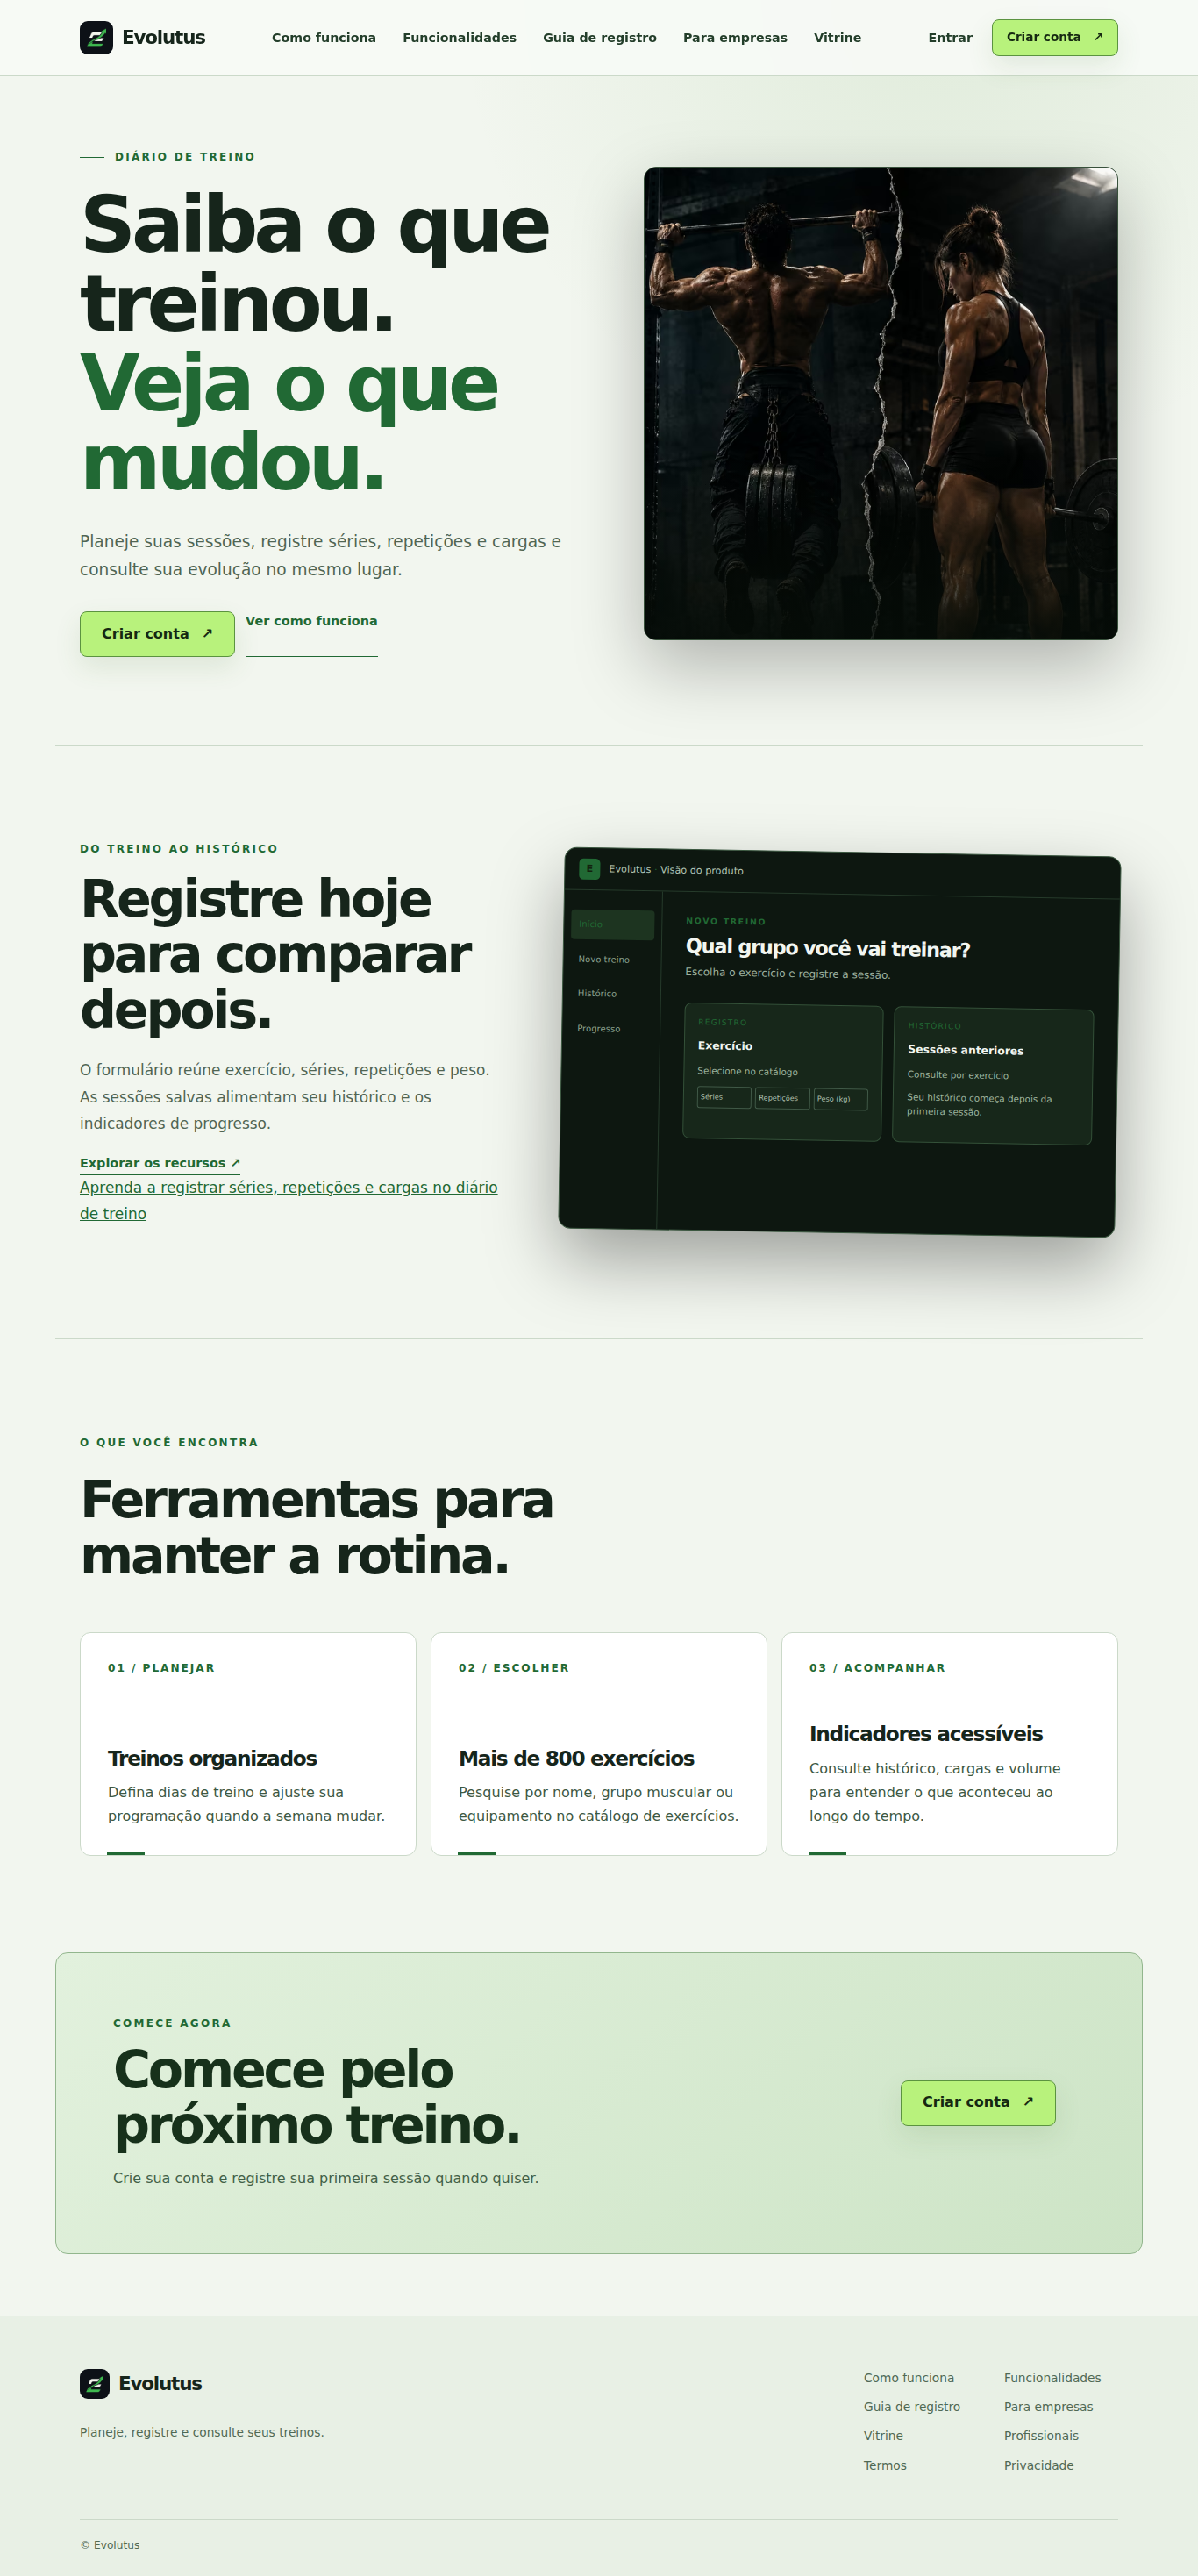 Evolutus
Como funciona
Funcionalidades
Guia de registro
Para empresas
Vitrine
Entrar
Criar conta ↗
DIÁRIO DE TREINO
Saiba o que
treinou.
Veja o que
mudou.
Planeje suas sessões, registre séries, repetições e cargas e
consulte sua evolução no mesmo lugar.
Criar conta ↗
Ver como funciona
DO TREINO AO HISTÓRICO
Registre hoje
para comparar
depois.
O formulário reúne exercício, séries, repetições e peso.
As sessões salvas alimentam seu histórico e os
indicadores de progresso.
Explorar os recursos ↗
Aprenda a registrar séries, repetições e cargas no diário
de treino
E
Evolutus · Visão do produto
Início
Novo treino
Histórico
Progresso
NOVO TREINO
Qual grupo você vai treinar?
Escolha o exercício e registre a sessão.
REGISTRO
Exercício
Selecione no catálogo
Séries
Repetições
Peso (kg)
HISTÓRICO
Sessões anteriores
Consulte por exercício
Seu histórico começa depois da
primeira sessão.
O QUE VOCÊ ENCONTRA
Ferramentas para
manter a rotina.
01 / PLANEJAR
Treinos organizados
Defina dias de treino e ajuste sua
programação quando a semana mudar.
02 / ESCOLHER
Mais de 800 exercícios
Pesquise por nome, grupo muscular ou
equipamento no catálogo de exercícios.
03 / ACOMPANHAR
Indicadores acessíveis
Consulte histórico, cargas e volume
para entender o que aconteceu ao
longo do tempo.
COMECE AGORA
Comece pelo
próximo treino.
Crie sua conta e registre sua primeira sessão quando quiser.
Criar conta ↗
Evolutus
Planeje, registre e consulte seus treinos.
Como funciona
Funcionalidades
Guia de registro
Para empresas
Vitrine
Profissionais
Termos
Privacidade
© Evolutus